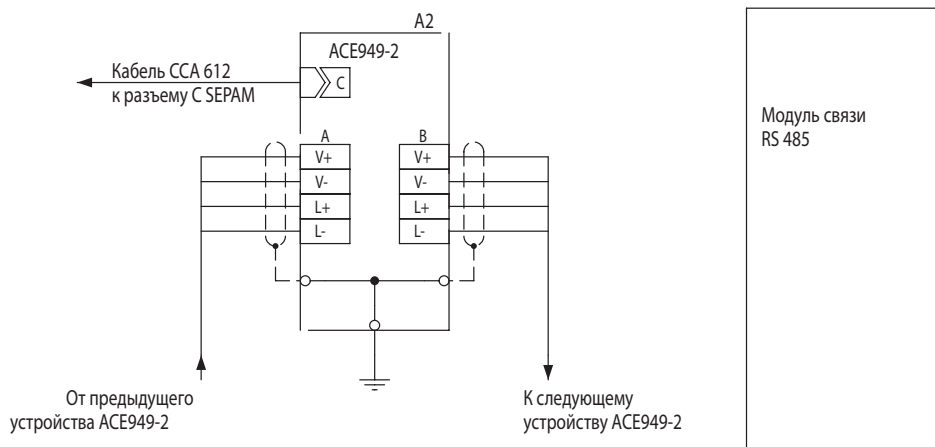 A2
ACE949-2
Кабель CCA 612
к разъему C SEPAM
C
A
B
V+
V+
V-
V-
L+
L+
L-
L-
Модуль связи
RS 485
От предыдущего
устройства ACE949-2
К следующему
устройству ACE949-2